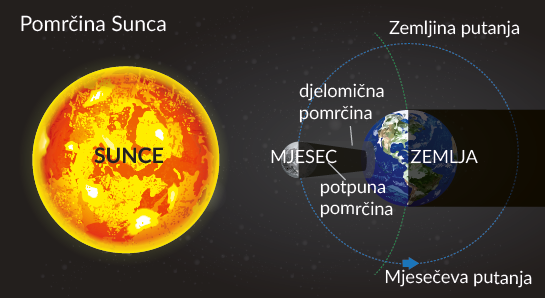 Pomrčina Sunca
Zemljina putanja
djelomična
pomrčina
SUNCE
MJESEC
ZEMLJA
potpuna
pomrčina
Mjesečeva putanja